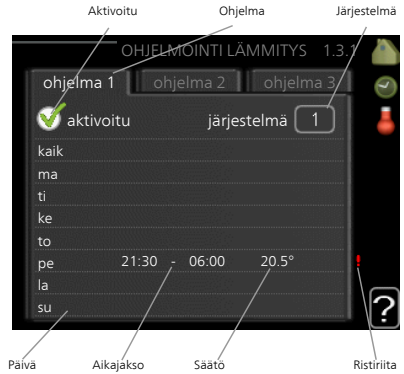 Aktivoitu Ohjelma Järjestelmä
OHJELMOINTI LÄMMITYS 1.3.1
ohjelma 1 ohjelma 2 ohjelma 3
aktivoitu järjestelmä 1
kaik
ma
ti
ke
to
pe 21:30 - 06:00 20.5° !
la
su
?
Päivä Aikajakso Säätö Ristiriita